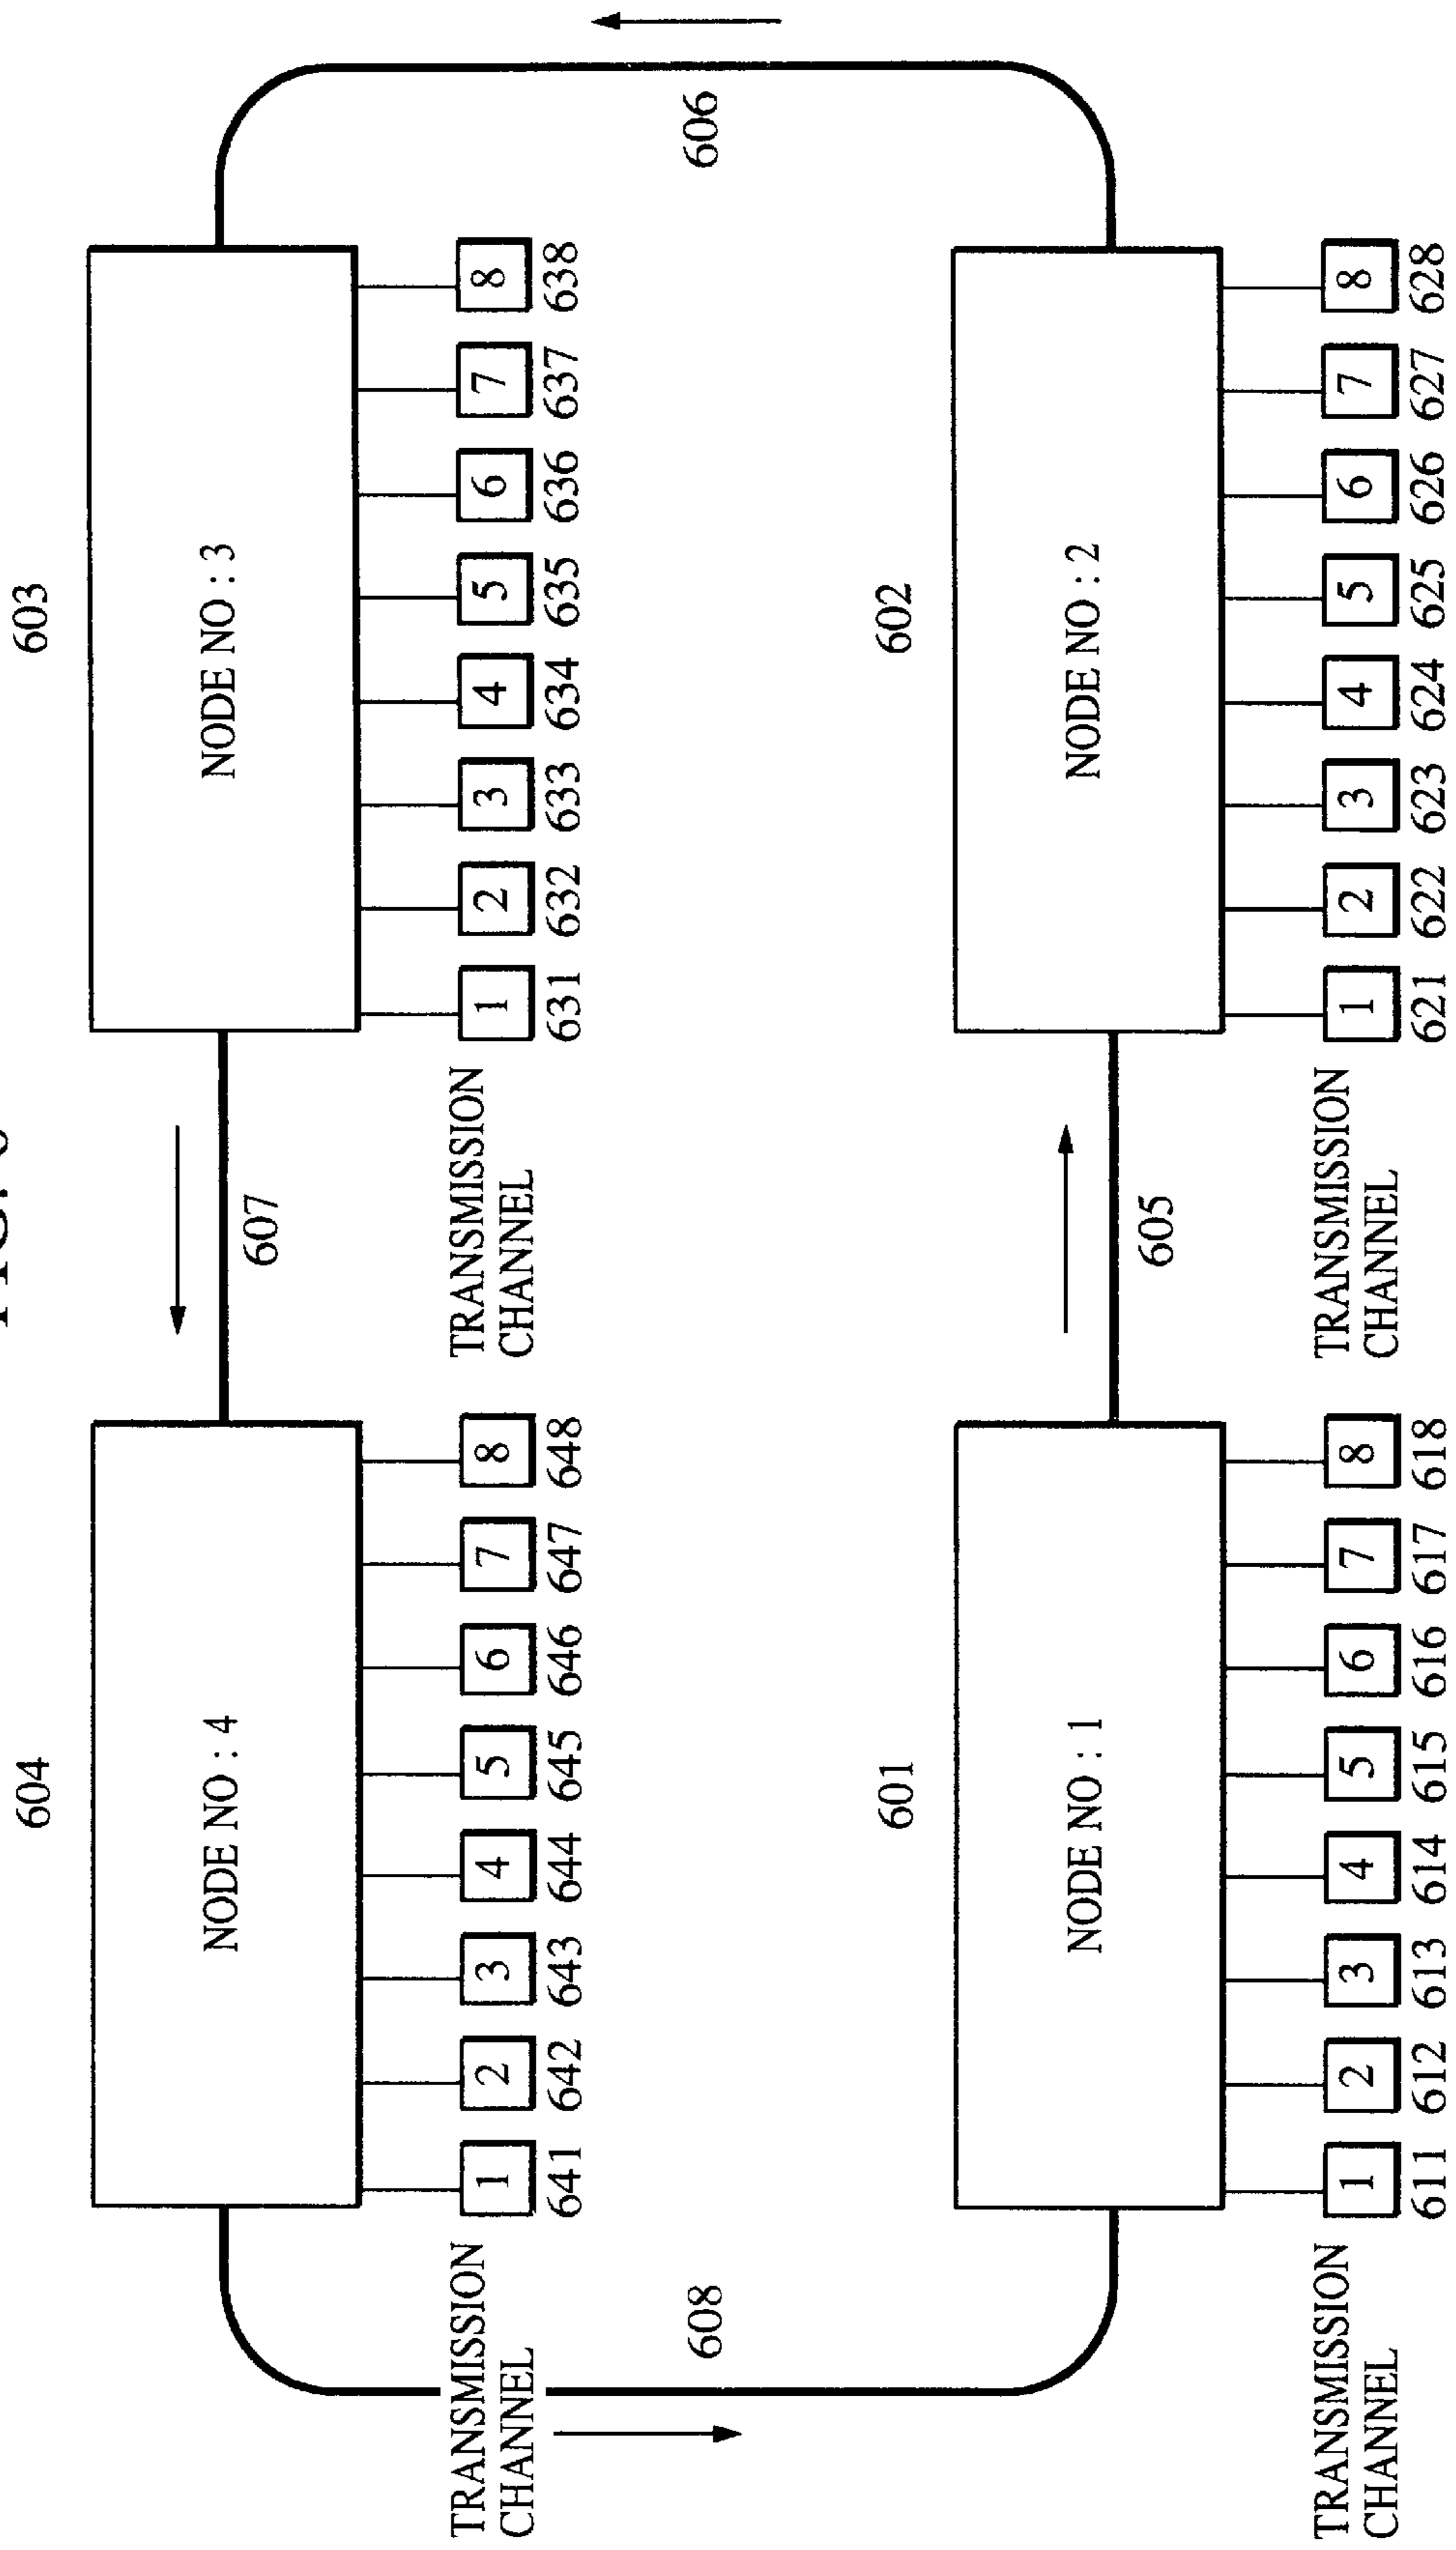 604
603
NODE NO : 4
NODE NO : 3
607
TRANSMISSION
CHANNEL
1 2 3 4 5 6 7 8
641 642 643 644 645 646 647 648
TRANSMISSION
CHANNEL
1 2 3 4 5 6 7 8
631 632 633 634 635 636 637 638
608
606
601
602
NODE NO : 1
NODE NO : 2
605
TRANSMISSION
CHANNEL
1 2 3 4 5 6 7 8
611 612 613 614 615 616 617 618
TRANSMISSION
CHANNEL
1 2 3 4 5 6 7 8
621 622 623 624 625 626 627 628